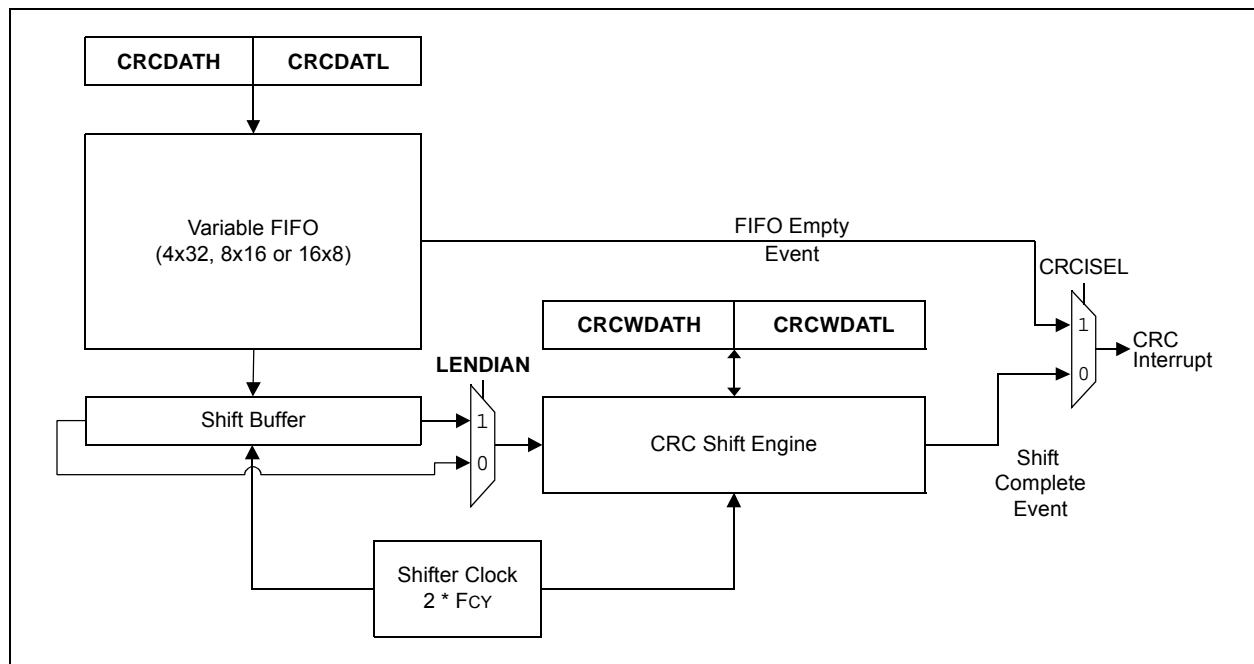 CRCDATH
CRCDATL
Variable FIFO
(4x32, 8x16 or 16x8)
FIFO Empty
Event
CRCISEL
1
0
CRC
Interrupt
CRCWDATH
CRCWDATL
LENDIAN
Shift Buffer
1
0
CRC Shift Engine
Shift
Complete
Event
Shifter Clock
2 * FCY